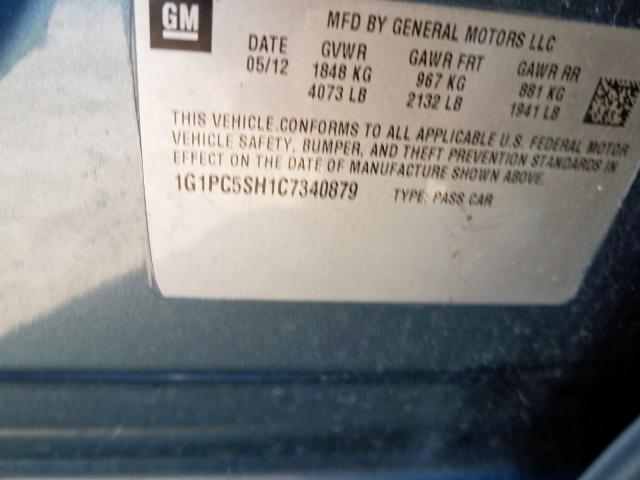 GM
MFD BY GENERAL MOTORS LLC
DATE GVWR GAWR FRT GAWR RR
05/12 1848 KG 967 KG 881 KG
4073 LB 2132 LB 1941 LB
THIS VEHICLE.CONFORMS TO ALL APPLICABLE U.S. FEDERAL MOTOR
VEHICLE SAFETY, BUMPER, AND THEFT PREVENTION STANDARDS IN
EFFECT ON THE DATE OF MANUFACTURE SHOWN ABOVE.
1G1PC5SH1C7340879 TYPE: PASS CAR